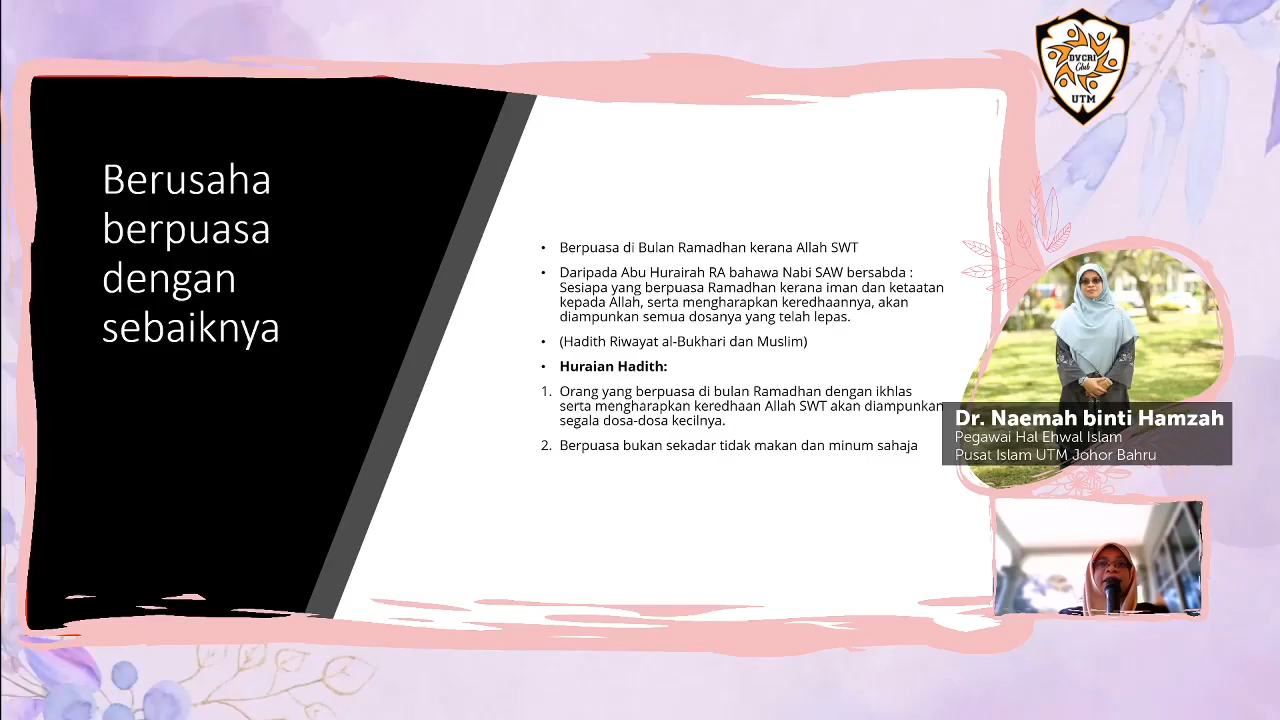 DVCRI
Club
UTM
Berusaha
berpuasa
dengan
sebaiknya
• Berpuasa di Bulan Ramadhan kerana Allah SWT
• Daripada Abu Hurairah RA bahawa Nabi SAW bersabda :
Sesiapa yang berpuasa Ramadhan kerana iman dan ketaatan
kepada Allah, serta mengharapkan keredhaannya, akan
diampunkan semua dosanya yang telah lepas.
• (Hadith Riwayat al-Bukhari dan Muslim)
• Huraian Hadith:
1. Orang yang berpuasa di bulan Ramadhan dengan ikhlas
serta mengharapkan keredhaan Allah SWT akan diampunkan
segala dosa-dosa kecilnya.
2. Berpuasa bukan sekadar tidak makan dan minum sahaja
Dr. Naemah binti Hamzah
Pegawai Hal Ehwal Islam
Pusat Islam UTM Johor Bahru